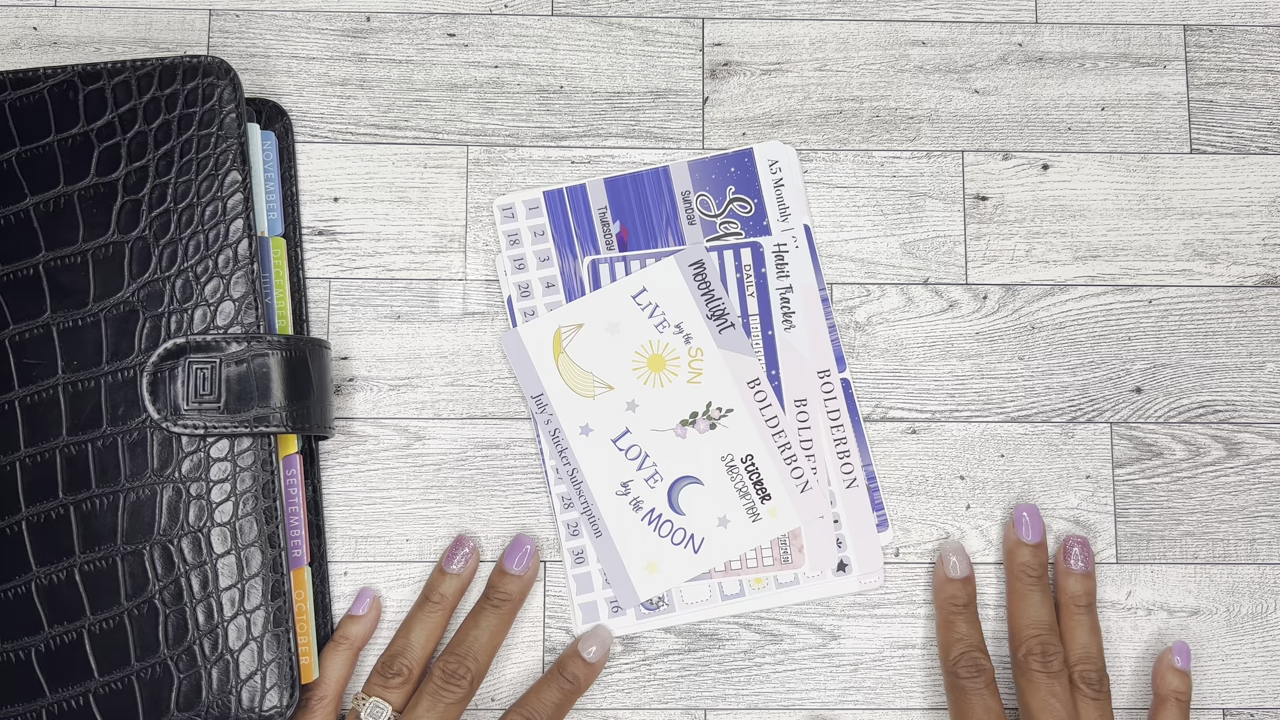 NOVEMBER
DECEMBER
JULY
SEPTEMBER
OCTOBER
A5 Monthly |
Sunday
Thursday
17
1
18
2
19
3
20
4
28
29
30
16
Habit Tracker
DAILY
BOLDERBON
BOLDERBON
moonlight
LIVE
by the
SUN
LOVE
by the
MOON
STICKER
SUBSCRIPTION
July's Sticker Subscription